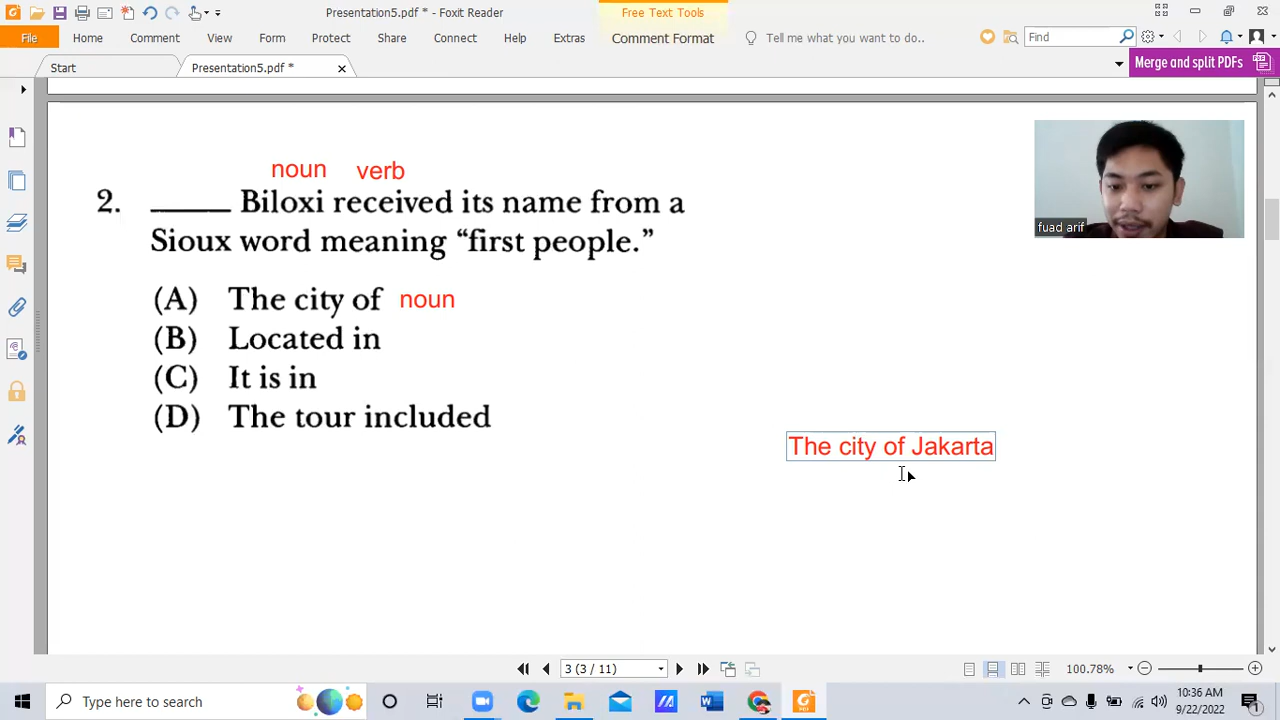 Presentation5.pdf * - Foxit Reader
Free Text Tools
File Home Comment View Form Protect Share Connect Help Extras Comment Format Tell me what you want to do.. Find
Start Presentation5.pdf *
Merge and split PDFs
noun verb
2. _____ Biloxi received its name from a
Sioux word meaning “first people.”
(A) The city of noun
(B) Located in
(C) It is in
(D) The tour included
The city of Jakarta
fuad arif
3 (3 / 11)
100.78%
Type here to search
10:36 AM
9/22/2022